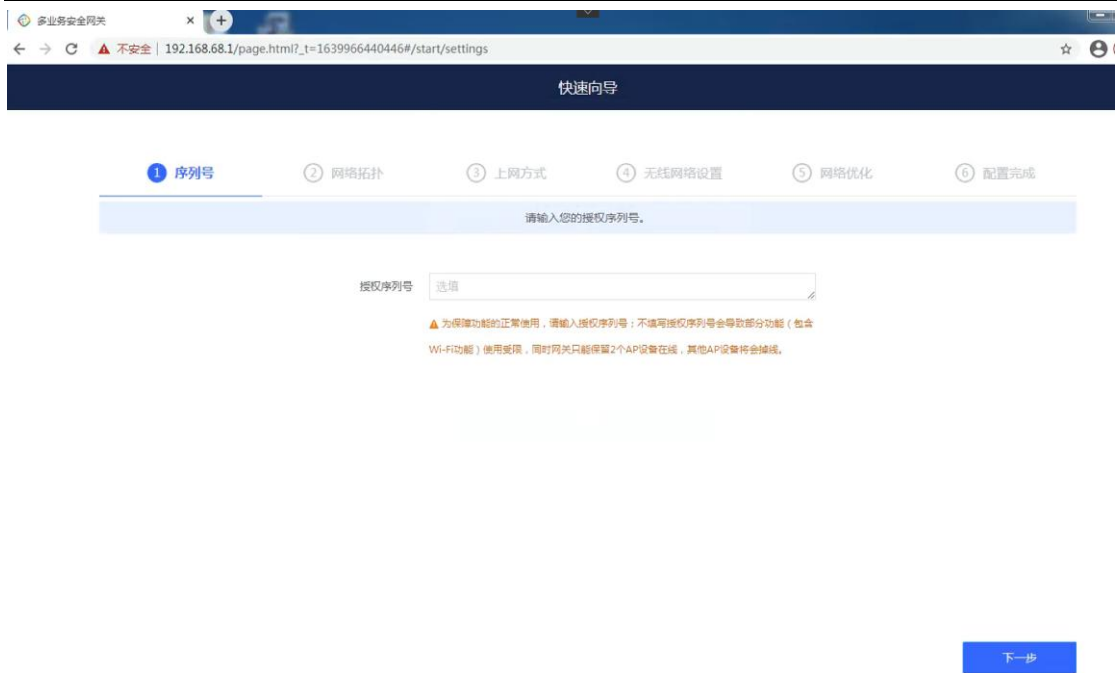 多业务安全网关
不安全 | 192.168.68.1/page.html?_t=1639966440446#/start/settings
快速向导
1 序列号 2 网络拓扑 3 上网方式 4 无线网络设置 5 网络优化 6 配置完成
请输入您的授权序列号。
授权序列号 选填
为保障功能的正常使用，请输入授权序列号；不填写授权序列号会导致部分功能（包含
Wi-Fi功能）使用受限，同时网关只能保留2个AP设备在线，其他AP设备将会掉线。
下一步